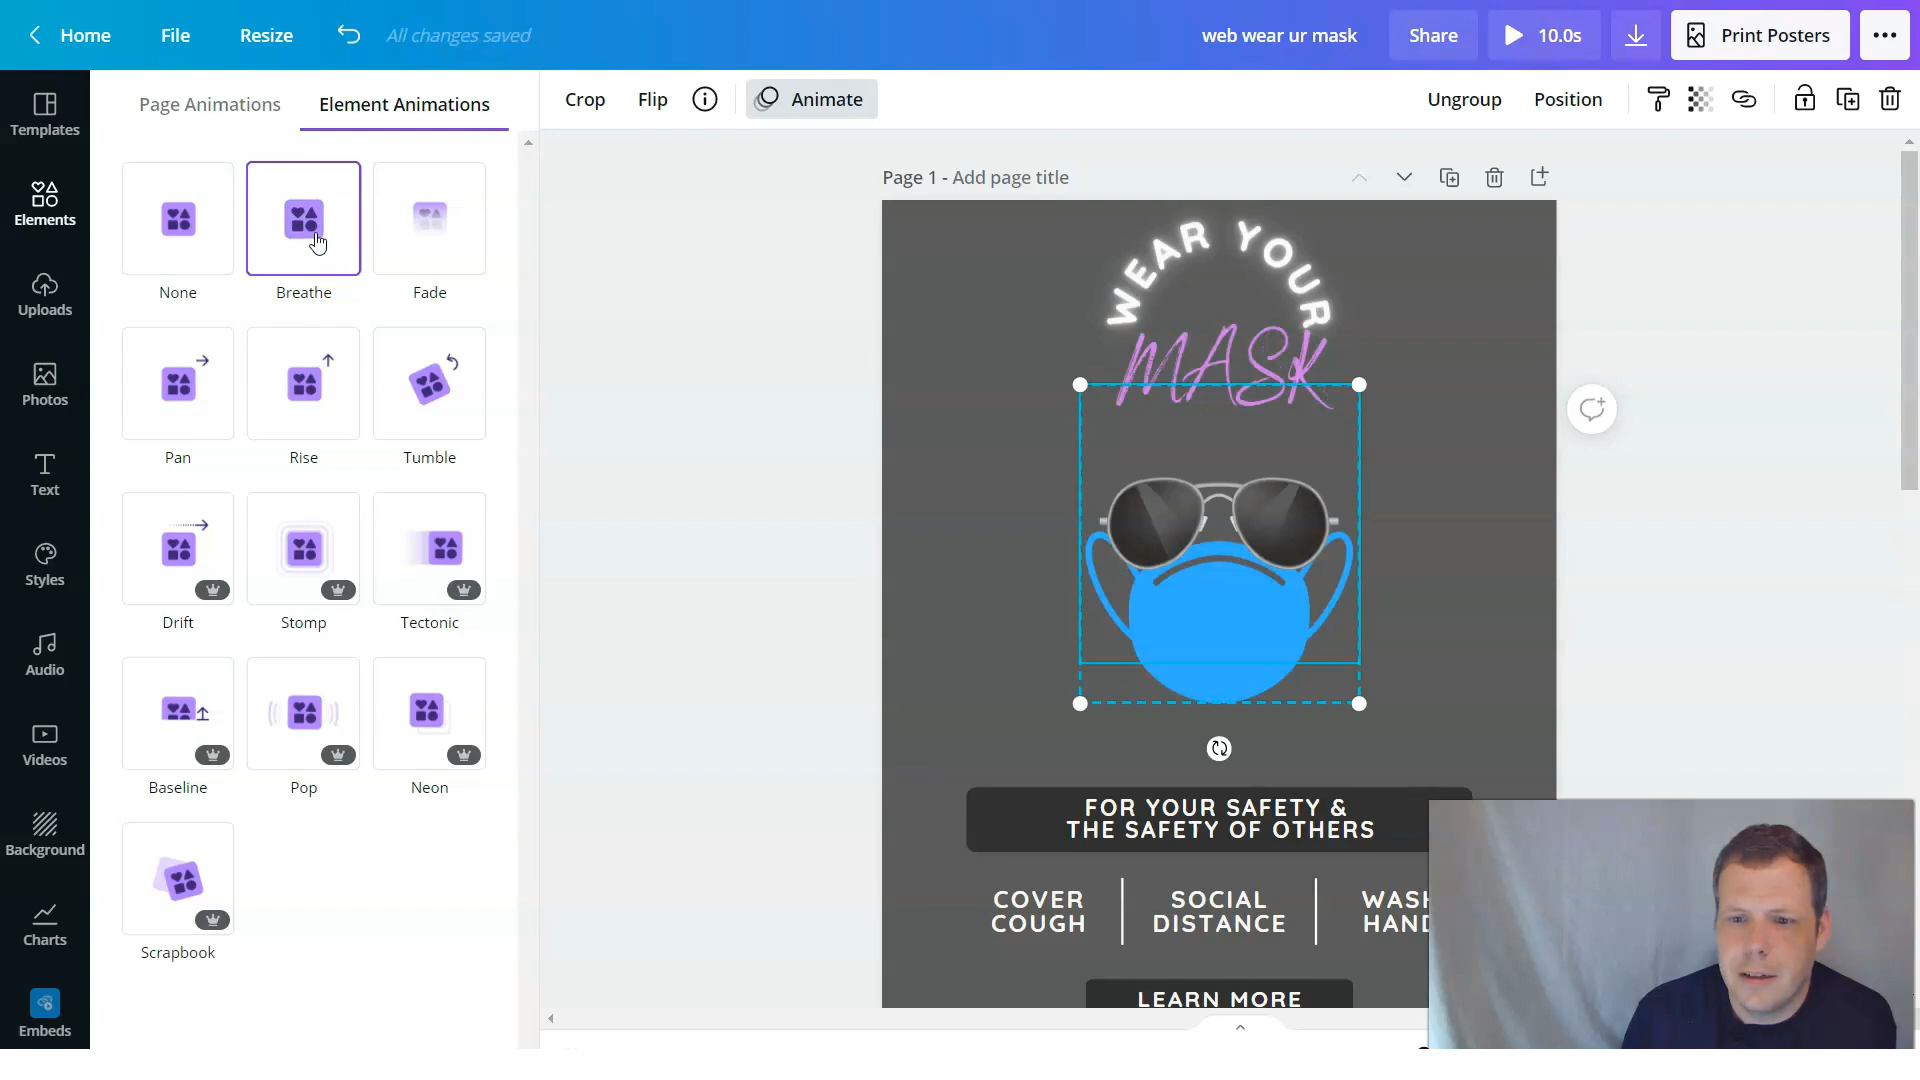 Home
File
Resize
All changes saved
web wear ur mask
Share
10.0s
Print Posters
Templates
Elements
Uploads
Photos
Text
Styles
Audio
Videos
Background
Charts
Embeds
Page Animations
Element Animations
None
Breathe
Fade
Pan
Rise
Tumble
Drift
Stomp
Tectonic
Baseline
Pop
Neon
Scrapbook
Crop
Flip
Animate
Ungroup
Position
Page 1 - Add page title
WEAR YOUR
MASK
FOR YOUR SAFETY &
THE SAFETY OF OTHERS
COVER
COUGH
SOCIAL
DISTANCE
LEARN MORE